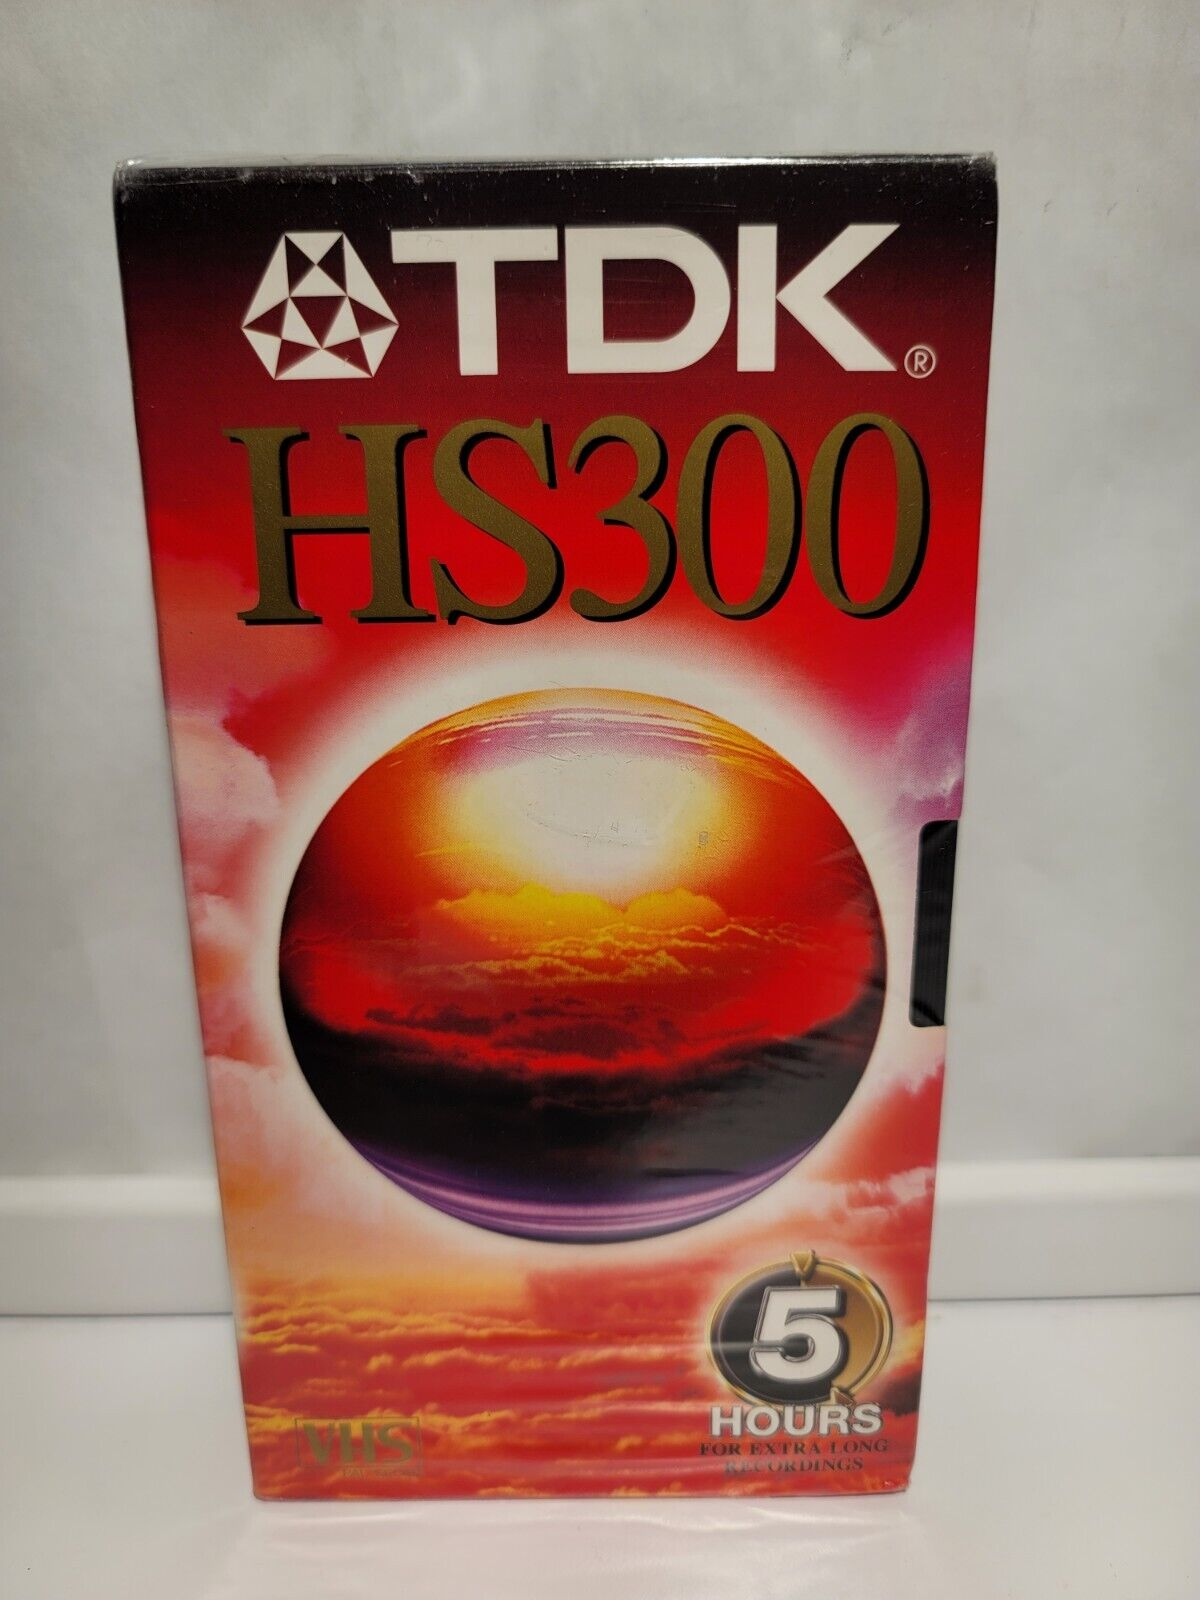 TDK®
HS300
5
HOURS
FOR EXTRA LONG
RECORDINGS
VHS